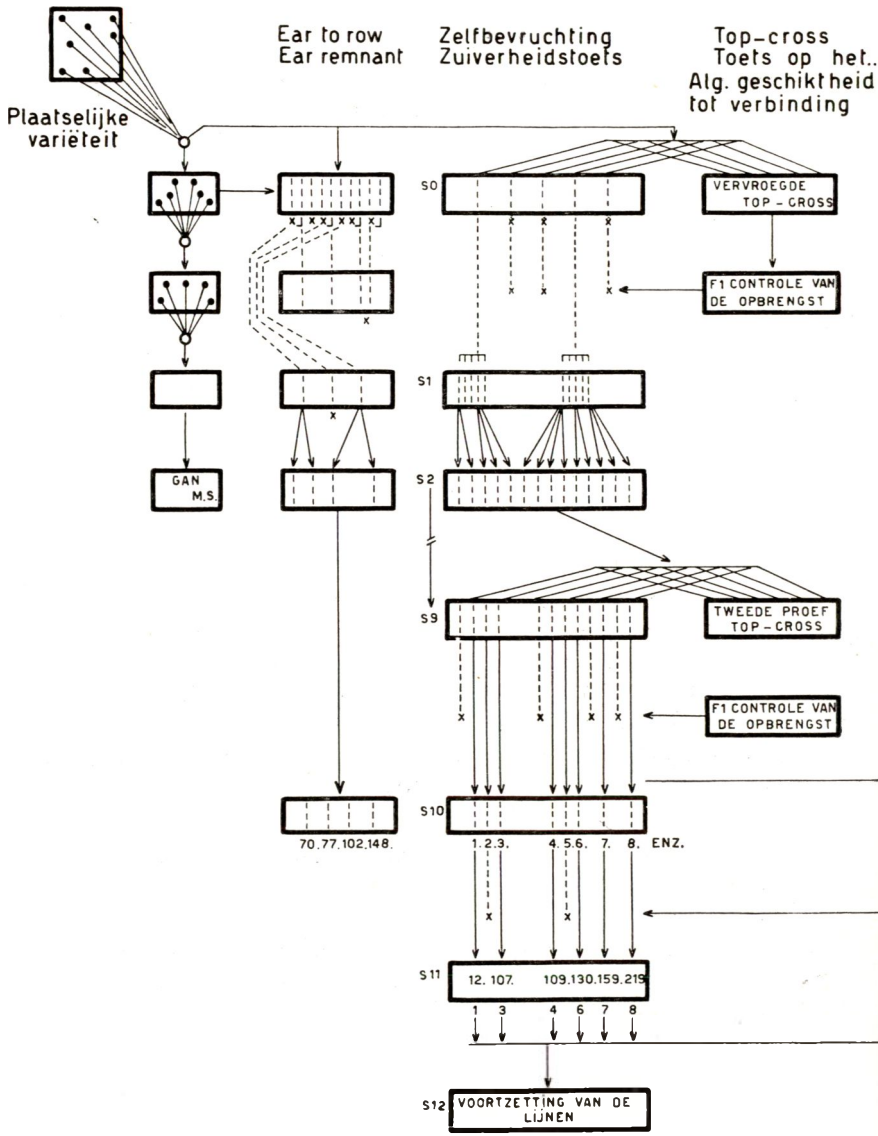 Ear to row
Ear remnant
Zelfbevruchting
Zuiverheidstoets
Top-cross
Toets op het..
Alg. geschiktheid
tot verbinding
Plaatselijke
variëteit
S0
VERVROEGDE
TOP-CROSS
F1 CONTROLE VAN
DE OPBRENGST
S1
GAN
M.S.
S2
S9
TWEEDE PROEF
TOP-CROSS
F1 CONTROLE VAN
DE OPBRENGST
S10
70.77.102.148.
1.2.3. 4.5.6. 7. 8. ENZ.
S11
12. 107. 109.130.159.219
1 3 4 6 7 8
S12
VOORTZETTING VAN DE
LIJNEN